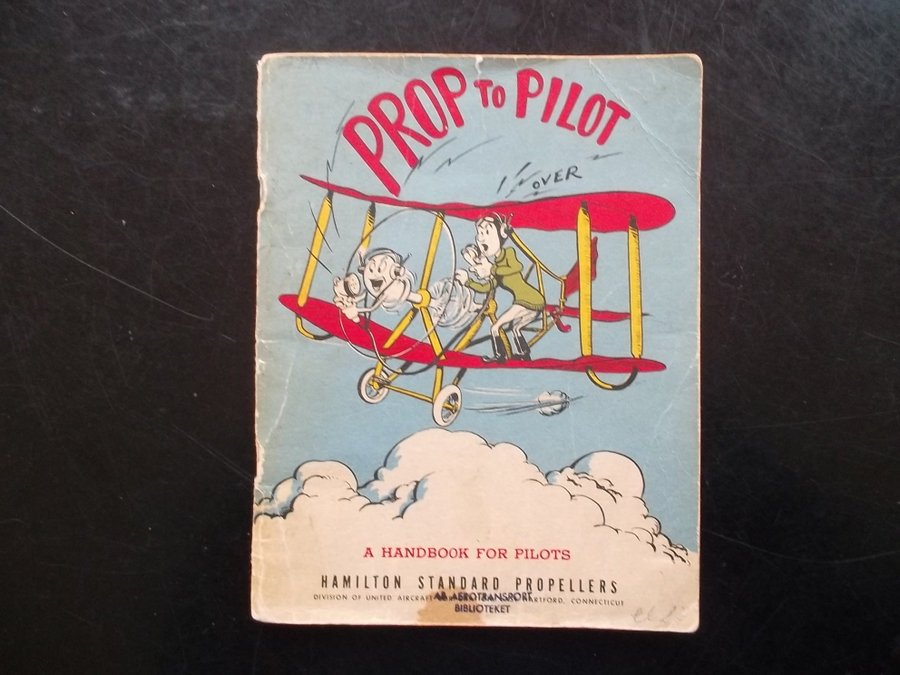 PROP TO PILOT
OVER
A HANDBOOK FOR PILOTS
HAMILTON STANDARD PROPELLERS
DIVISION OF UNITED AIRCRAFT HARTFORD, CONNECTICUT
AB AEROTRANSPORT
BIBLIOTEKET